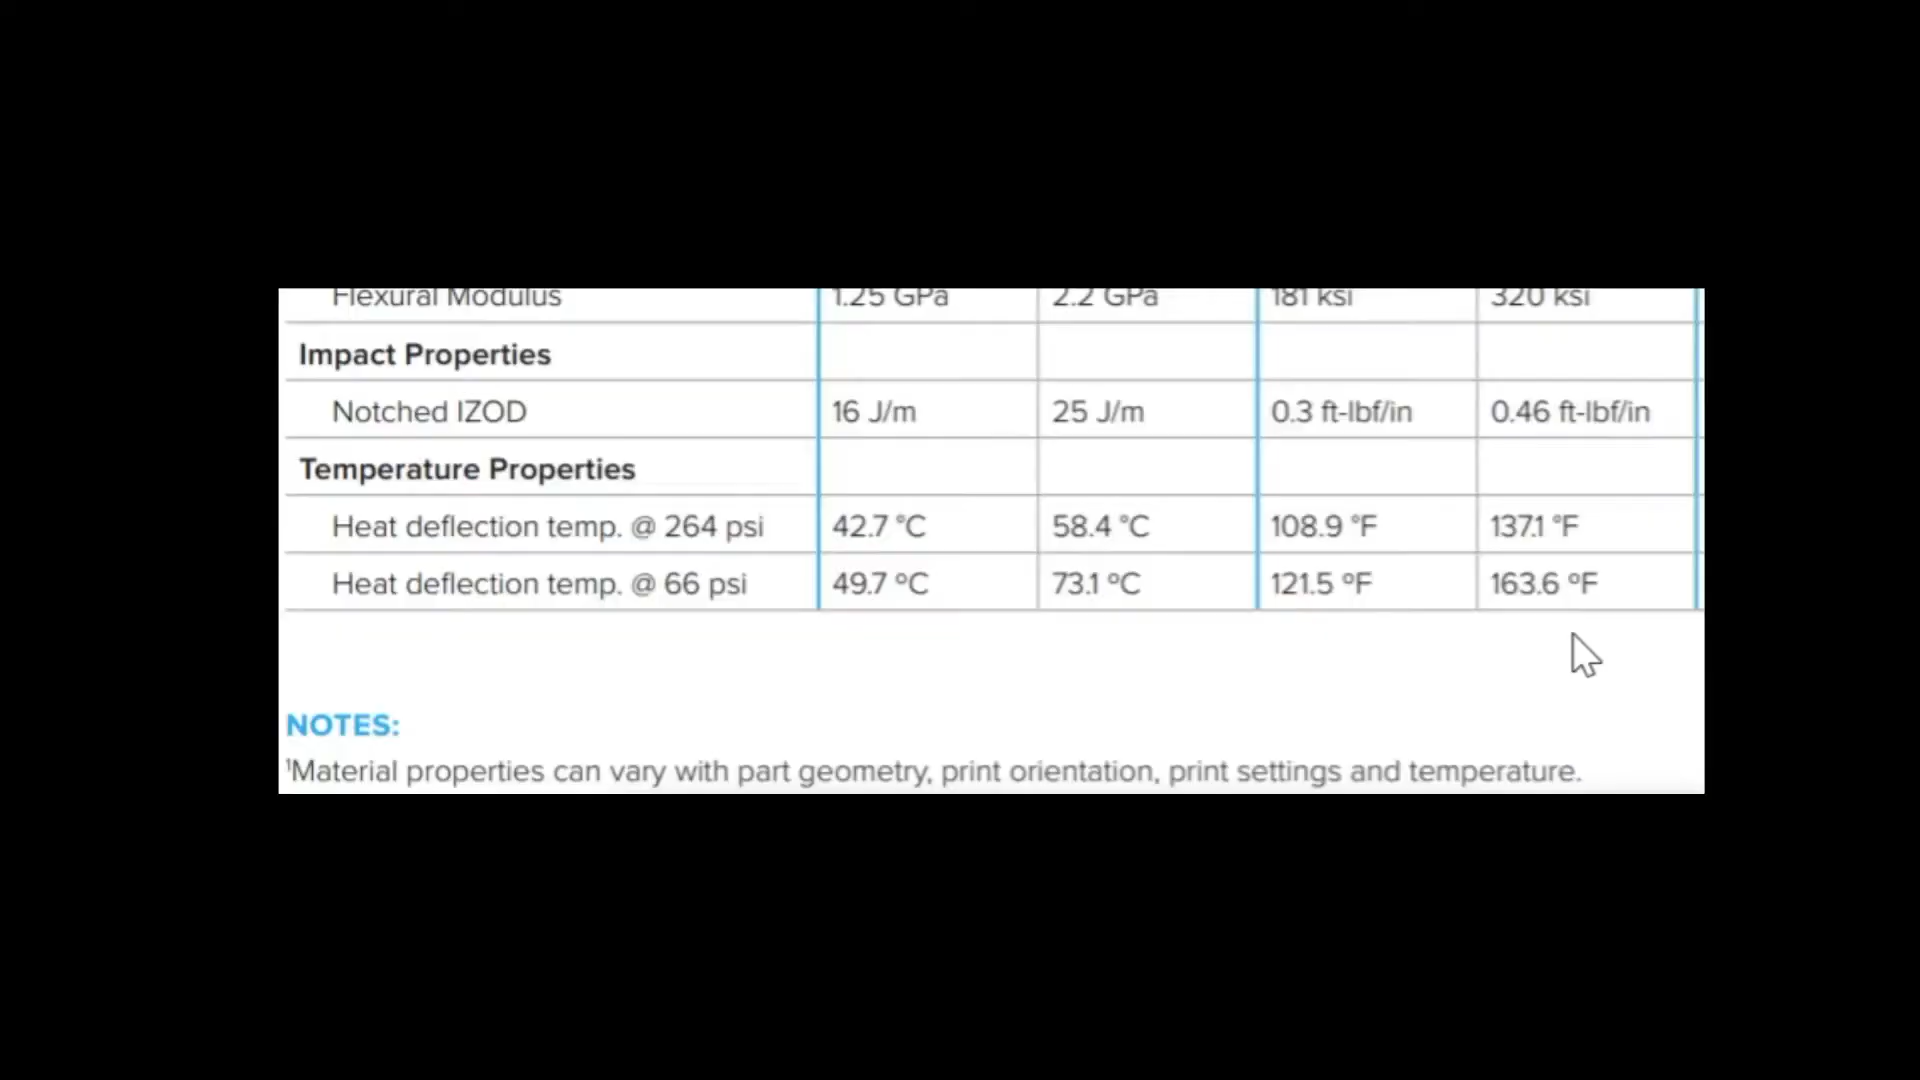 Flexural Modulus 1.25 GPa 2.2 GPa 181 ksi 320 ksi
Impact Properties
Notched IZOD 16 J/m 25 J/m 0.3 ft-lbf/in 0.46 ft-lbf/in
Temperature Properties
Heat deflection temp. @ 264 psi 42.7 °C 58.4 °C 108.9 °F 137.1 °F
Heat deflection temp. @ 66 psi 49.7 °C 73.1 °C 121.5 °F 163.6 °F
NOTES:
¹Material properties can vary with part geometry, print orientation, print settings and temperature.